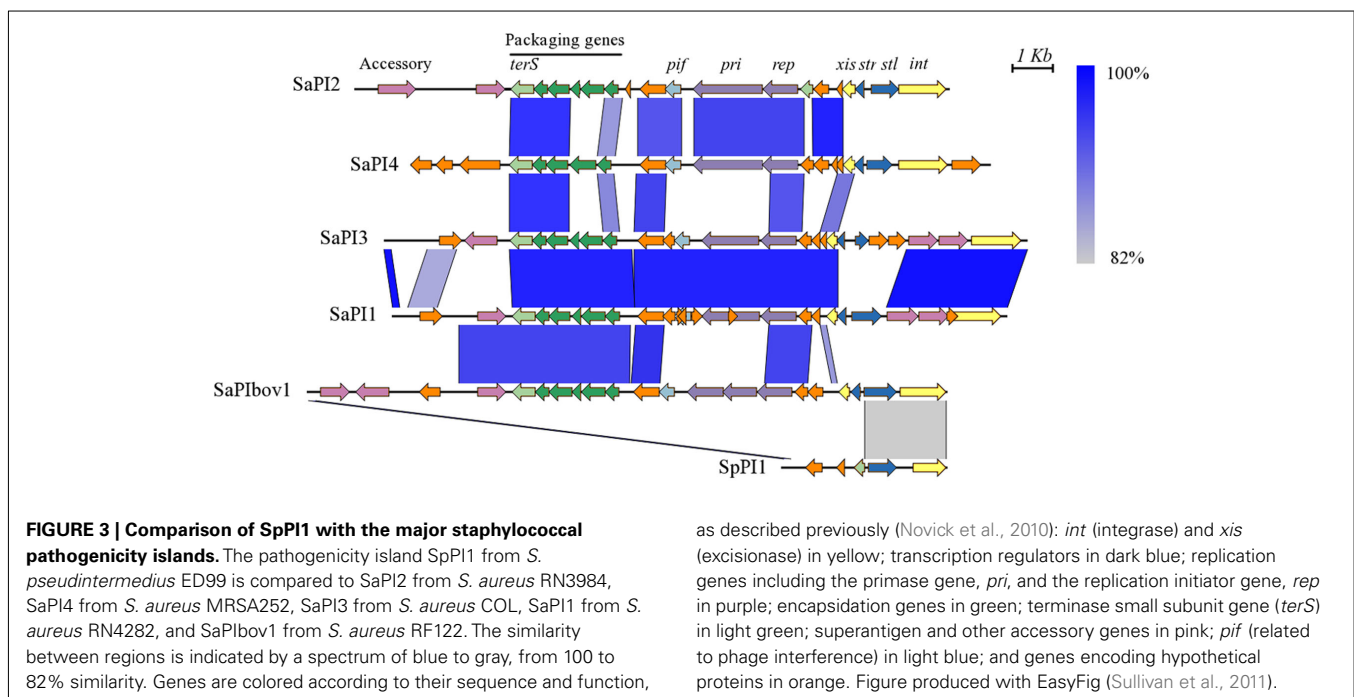 Packaging genes
1 Kb
Accessory
terS
pif
pri
rep
xis str stl
int
SaPI2
100%
SaPI4
SaPI3
82%
SaPI1
SaPIbov1
SpPI1
FIGURE 3 | Comparison of SpPI1 with the major staphylococcal
pathogenicity islands. The pathogenicity island SpPI1 from S.
pseudintermedius ED99 is compared to SaPI2 from S. aureus RN3984,
SaPI4 from S. aureus MRSA252, SaPI3 from S. aureus COL, SaPI1 from S.
aureus RN4282, and SaPIbov1 from S. aureus RF122. The similarity
between regions is indicated by a spectrum of blue to gray, from 100 to
82% similarity. Genes are colored according to their sequence and function,
as described previously (Novick et al., 2010): int (integrase) and xis
(excisionase) in yellow; transcription regulators in dark blue; replication
genes including the primase gene, pri, and the replication initiator gene, rep
in purple; encapsidation genes in green; terminase small subunit gene (terS)
in light green; superantigen and other accessory genes in pink; pif (related
to phage interference) in light blue; and genes encoding hypothetical
proteins in orange. Figure produced with EasyFig (Sullivan et al., 2011).